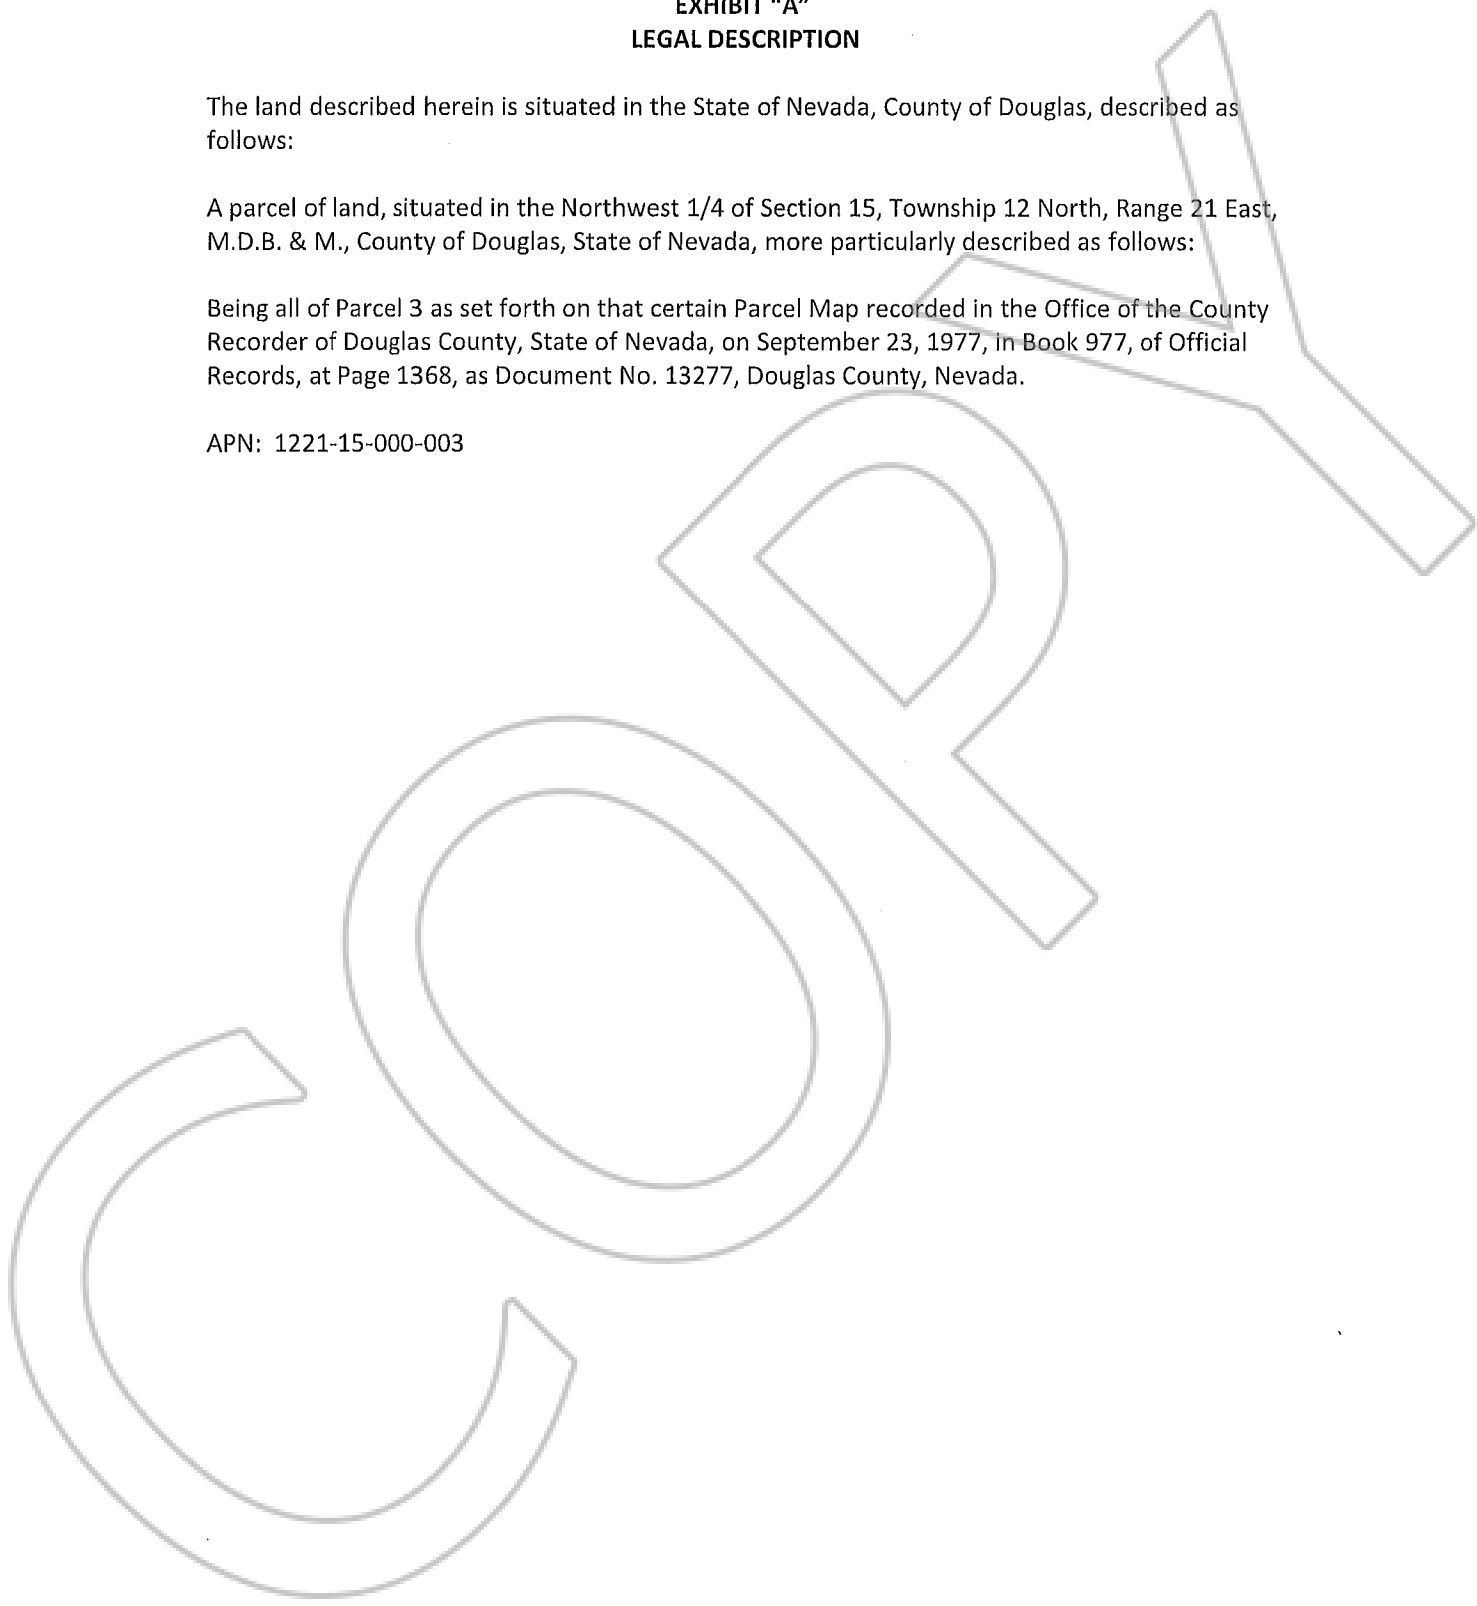 EXHIBIT "A"
LEGAL DESCRIPTION
The land described herein is situated in the State of Nevada, County of Douglas, described as
follows:
A parcel of land, situated in the Northwest 1/4 of Section 15, Township 12 North, Range 21 East,
M.D.B. & M., County of Douglas, State of Nevada, more particularly described as follows:
Being all of Parcel 3 as set forth on that certain Parcel Map recorded in the Office of the County
Recorder of Douglas County, State of Nevada, on September 23, 1977, in Book 977, of Official
Records, at Page 1368, as Document No. 13277, Douglas County, Nevada.
APN: 1221-15-000-003
COPY